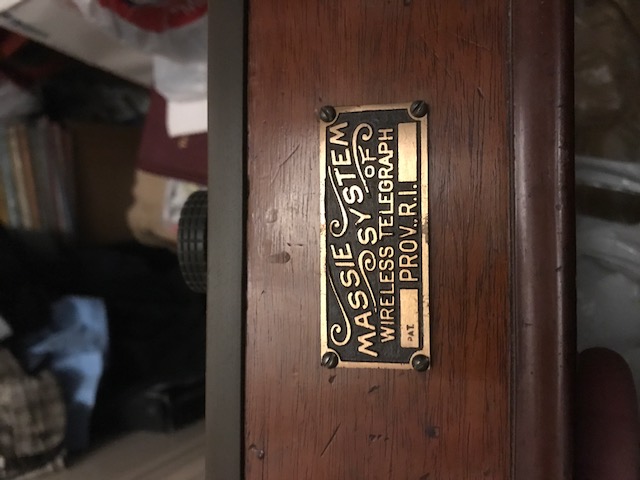 MASSIE SYSTEM
OF
WIRELESS TELEGRAPH
PAT. PROV., R.I.